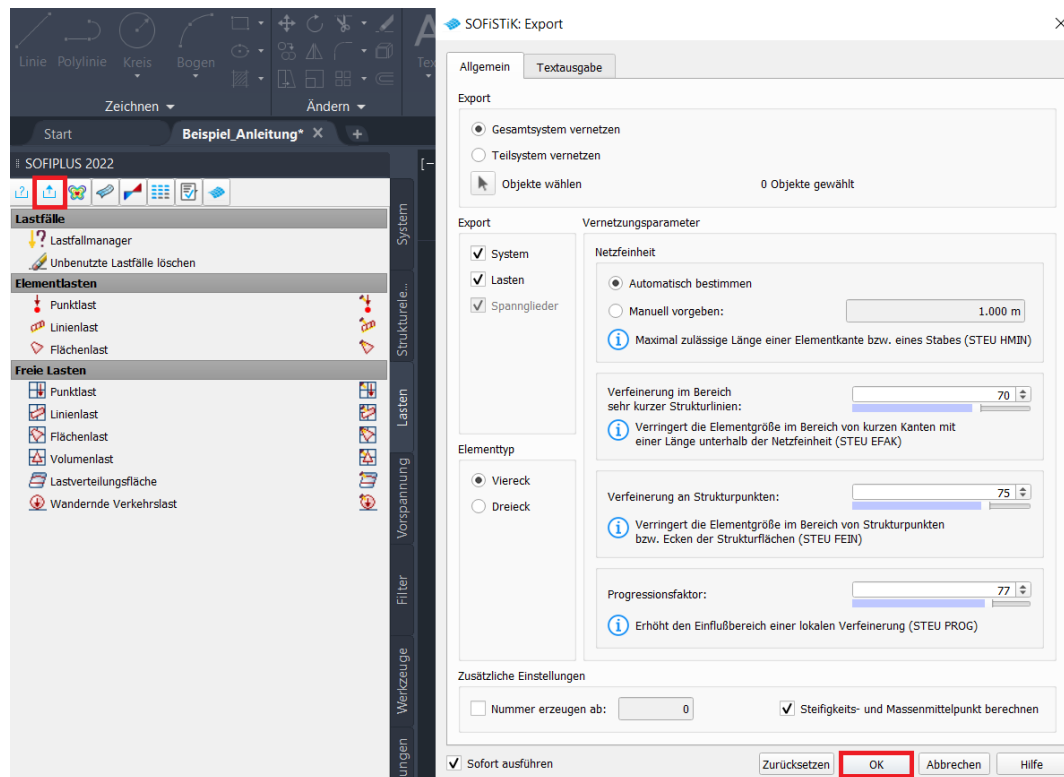 Linie Polylinie Kreis Bogen
Zeichnen
Ändern
Start
Beispiel_Anleitung*
SOFIPLUS 2022
Lastfälle
Lastfallmanager
Unbenutzte Lastfälle löschen
Elementlasten
Punktlast
Linienlast
Flächenlast
Freie Lasten
Punktlast
Linienlast
Flächenlast
Volumenlast
Lastverteilungsfläche
Wandernde Verkehrslast
System
Strukturele...
Lasten
Vorspannung
Filter
Werkzeuge
SOFiSTiK: Export
Allgemein
Textausgabe
Export
Gesamtsystem vernetzen
Teilsystem vernetzen
Objekte wählen
0 Objekte gewählt
Export
System
Lasten
Spannglieder
Elementtyp
Viereck
Dreieck
Vernetzungsparameter
Netzfeinheit
Automatisch bestimmen
Manuell vorgeben:
1.000 m
Maximal zulässige Länge einer Elementkante bzw. eines Stabes (STEU HMIN)
Verfeinerung im Bereich
sehr kurzer Strukturlinien:
70
Verringert die Elementgröße im Bereich von kurzen Kanten mit
einer Länge unterhalb der Netzfeinheit (STEU EFAK)
Verfeinerung an Strukturpunkten:
75
Verringert die Elementgröße im Bereich von Strukturpunkten
bzw. Ecken der Strukturflächen (STEU FEIN)
Progressionsfaktor:
77
Erhöht den Einflußbereich einer lokalen Verfeinerung (STEU PROG)
Zusätzliche Einstellungen
Nummer erzeugen ab:
0
Steifigkeits- und Massenmittelpunkt berechnen
Sofort ausführen
Zurücksetzen
OK
Abbrechen
Hilfe